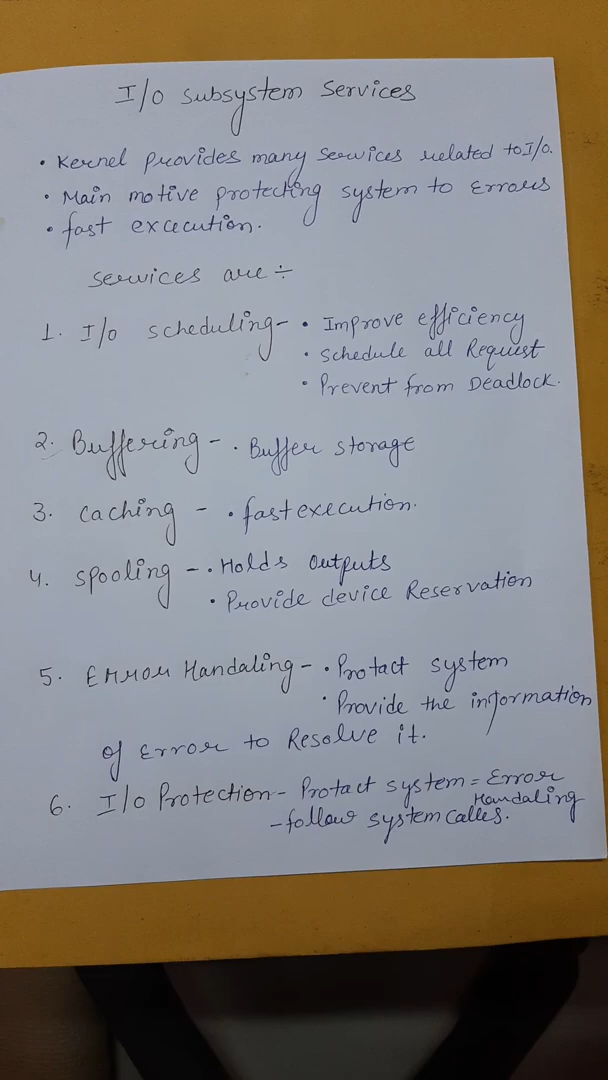 I/O Subsystem Services
• Kernel provides many services related to I/O.
• Main motive protecting system to Errors
• fast excecution.
Services are ÷
1. I/O scheduling - • Improve efficiency
• Schedule all Request
• Prevent from Deadlock.
2. Buffering - • Buffer storage
3. Caching - • fast execution.
4. Spooling - • Holds outputs
• Provide device Reservation
5. Error Handaling - • Protact system
• Provide the information
of Error to Resolve it.
6. I/O Protection - Protact system = Error
Handaling
- follow system calles.